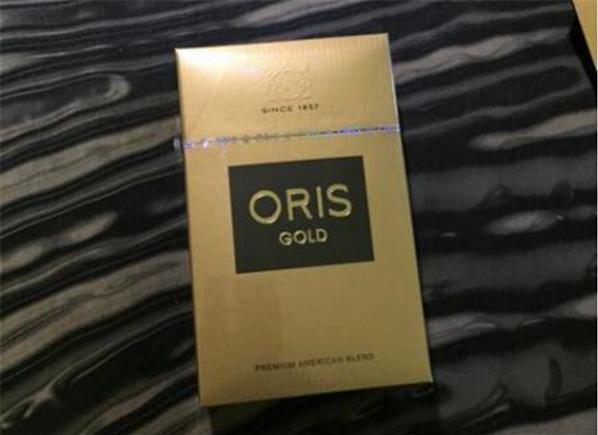 SINCE 1857
ORIS
GOLD
PREMIUM AMERICAN BLEND